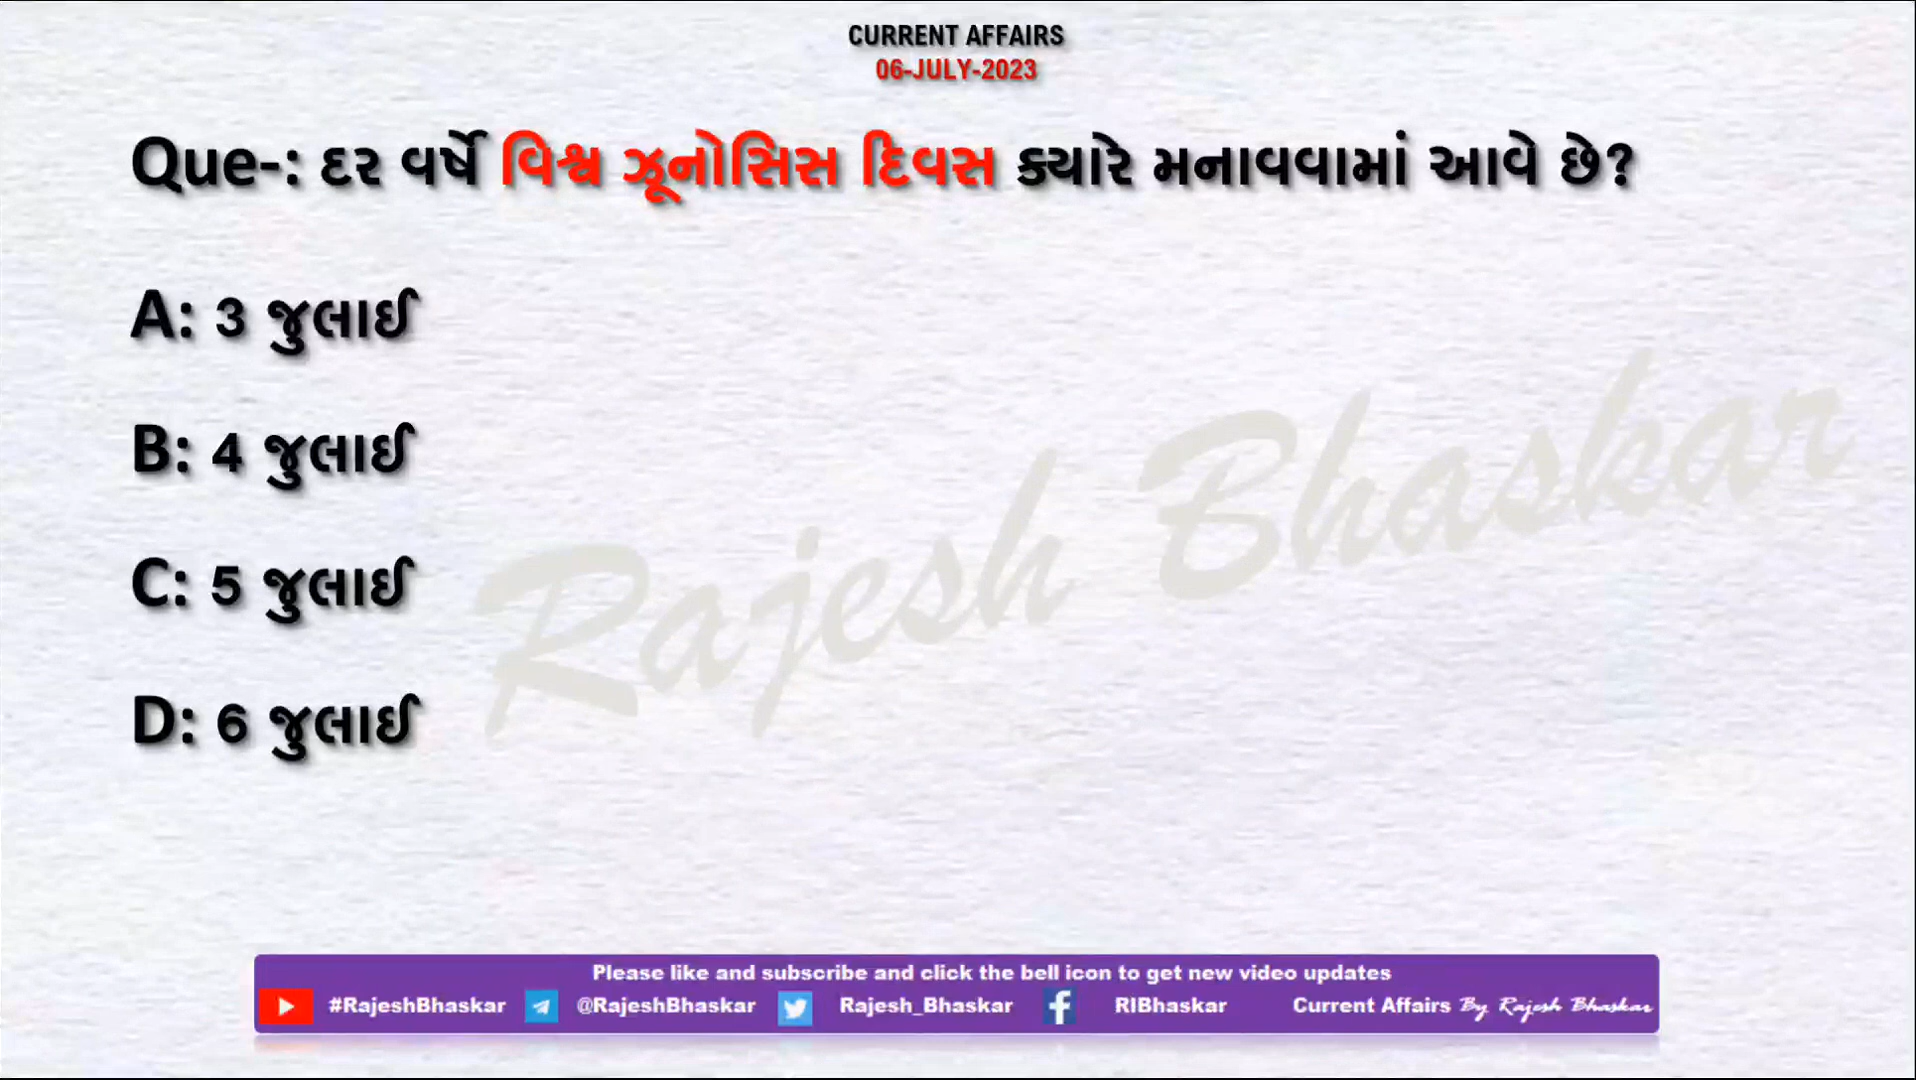 CURRENT AFFAIRS
06-JULY-2023
Que-: દર વર્ષે વિશ્વ ઝૂનોસિસ દિવસ ક્યારે મનાવવામાં આવે છે?
A: 3 જુલાઈ
B: 4 જુલાઈ
C: 5 જુલાઈ
D: 6 જુલાઈ
Rajesh Bhaskar
Please like and subscribe and click the bell icon to get new video updates
#RajeshBhaskar @RajeshBhaskar Rajesh_Bhaskar RIBhaskar Current Affairs By Rajesh Bhaskar